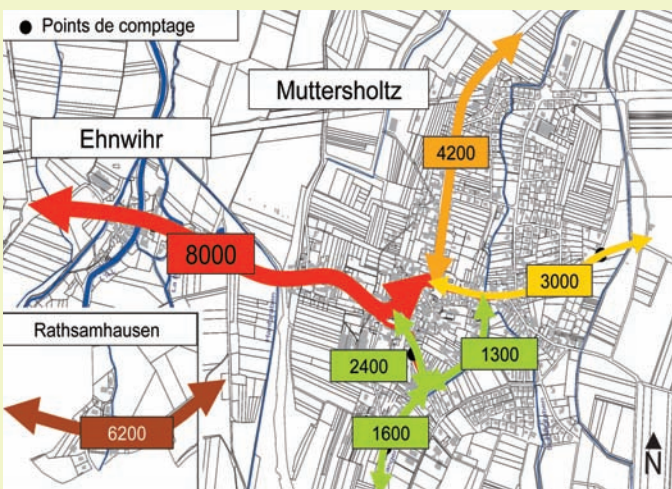 Points de comptage
Muttersholtz
Ehnwihr
4200
8000
3000
Rathsamhausen
2400
1300
6200
1600
N